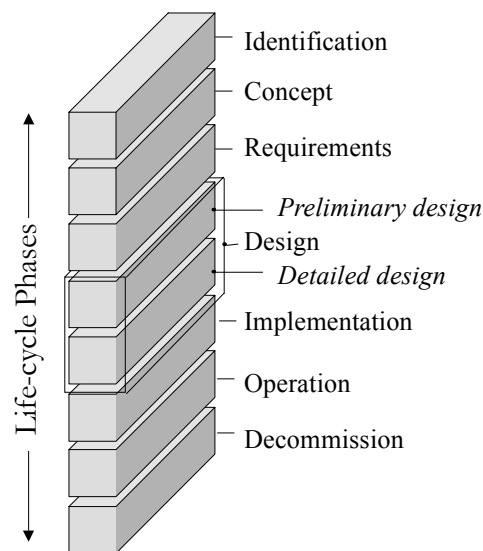 Identification
Concept
Requirements
Preliminary design
Design
Detailed design
Implementation
Operation
Decommission
Life-cycle Phases